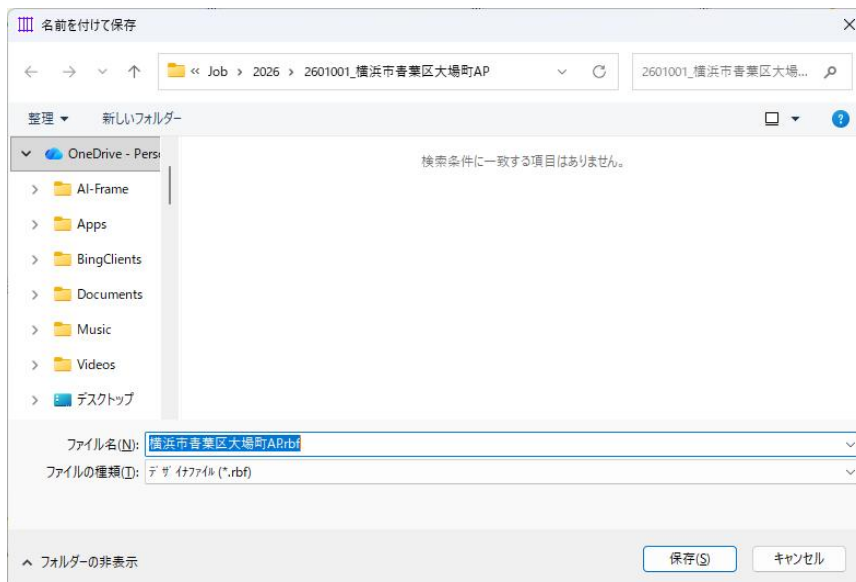 名前を付けて保存
« Job › 2026 › 2601001_横浜市青葉区大場町AP
2601001_横浜市青葉区大場...
整理
新しいフォルダー
OneDrive - Perso
検索条件に一致する項目はありません。
AI-Frame
Apps
BingClients
Documents
Music
Videos
デスクトップ
ファイル名(N): 横浜市青葉区大場町AP.rbf
ファイルの種類(T): ﾃﾞｻﾞｲﾅﾌｧｲﾙ (*.rbf)
フォルダーの非表示
保存(S)
キャンセル